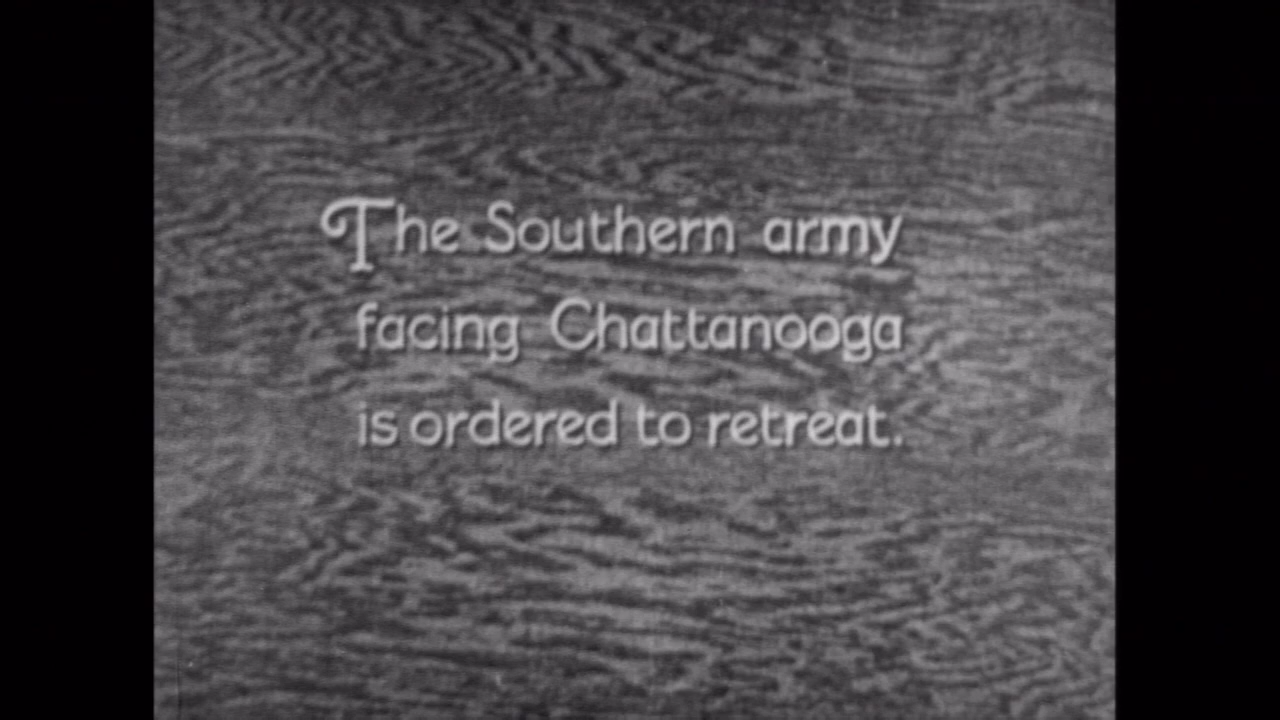 The Southern army
facing Chattanooga
is ordered to retreat.